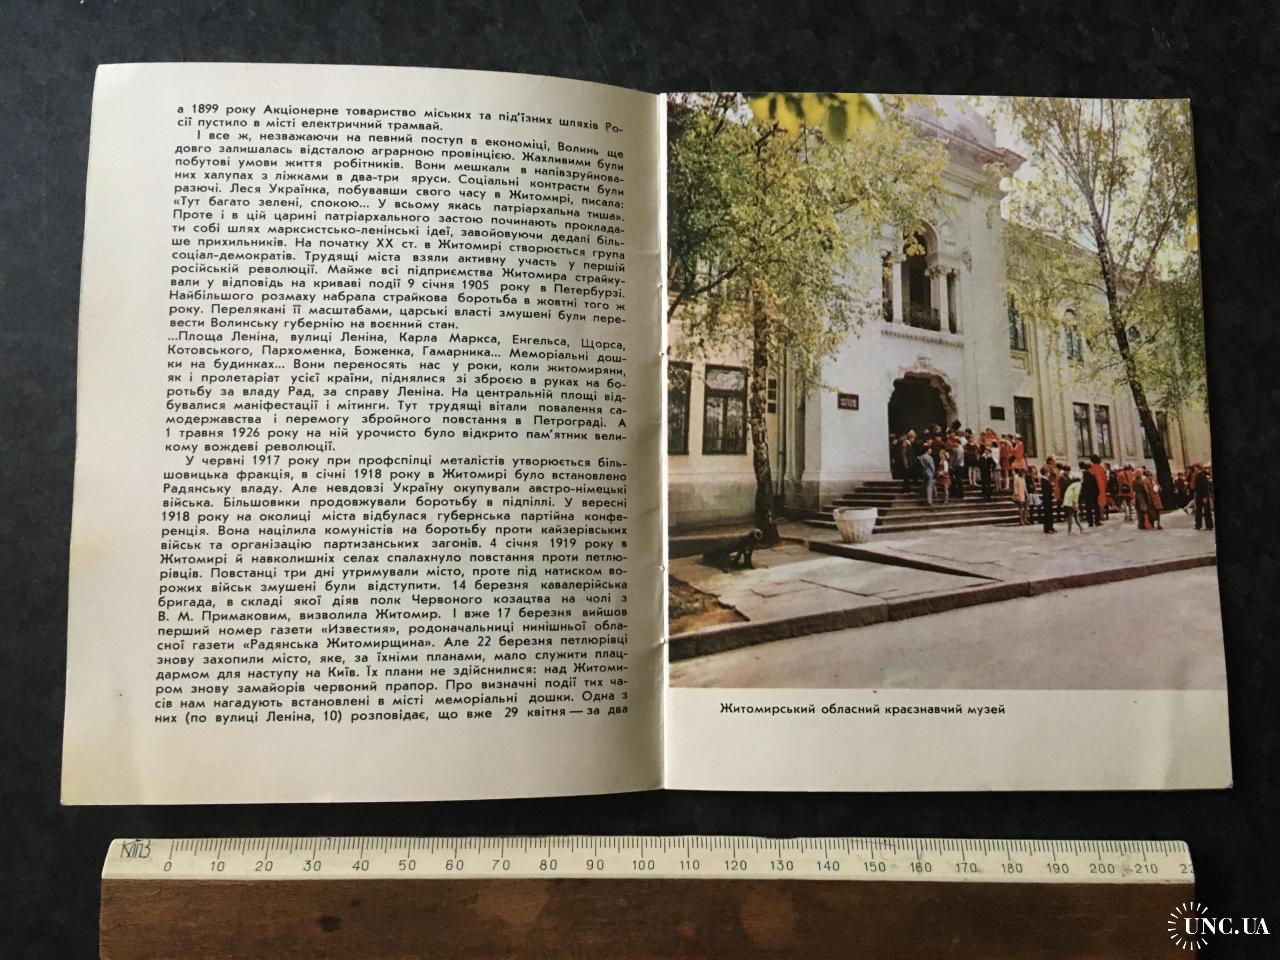 а 1899 року Акціонерне товариство міських та під'їзних шляхів Ро-
сії пустило в місті електричний трамвай.
І все ж, незважаючи на певний поступ в економіці, Волинь ще
довго залишалась відсталою аграрною провінцією. Жахливими були
побутові умови життя робітників. Вони мешкали в напівзруйнова-
них халупах з ліжками в два-три яруси. Соціальні контрасти були
разючі. Леся Українка, побувавши свого часу в Житомирі, писала:
«Тут багато зелені, спокою... У всьому якась патріархальна тиша».
Проте і в цій царині патріархального застою починають проклада-
ти собі шлях марксистсько-ленінські ідеї, завойовуючи дедалі біль-
ше прихильників. На початку XX ст. в Житомирі створюється група
соціал-демократів. Трудящі міста взяли активну участь у першій
російській революції. Майже всі підприємства Житомира страйку-
вали у відповідь на криваві події 9 січня 1905 року в Петербурзі.
Найбільшого розмаху набрала страйкова боротьба в жовтні того ж
року. Перелякані її масштабами, царські власті змушені були пере-
вести Волинську губернію на воєнний стан.
...Площа Леніна, вулиці Леніна, Карла Маркса, Енгельса, Щорса,
Котовського, Пархоменка, Боженка, Гамарника... Меморіальні дош-
ки на будинках... Вони переносять нас у роки, коли житомиряни,
як і пролетаріат усієї країни, піднялися зі зброєю в руках на бо-
ротьбу за владу Рад, за справу Леніна. На центральній площі від-
бувалися маніфестації і мітинги. Тут трудящі вітали повалення са-
модержавства і перемогу збройного повстання в Петрограді. А
1 травня 1926 року на ній урочисто було відкрито пам'ятник вели-
кому вождеві революції.
У червні 1917 року при профспілці металістів утворюється біль-
шовицька фракція, в січні 1918 року в Житомирі було встановлено
Радянську владу. Але невдовзі Україну окупували австро-німецькі
війська. Більшовики продовжували боротьбу в підпіллі. У вересні
1918 року на околиці міста відбулася губернська партійна конфе-
ренція. Вона націлила комуністів на боротьбу проти кайзерівських
військ та організацію партизанських загонів. 4 січня 1919 року в
Житомирі й навколишніх селах спалахнуло повстання проти петлю-
рівців. Повстанці три дні утримували місто, проте під натиском во-
рожих військ змушені були відступити. 14 березня кавалерійська
бригада, в складі якої діяв полк Червоного козацтва на чолі з
В. М. Примаковим, визволила Житомир. І вже 17 березня вийшов
перший номер газети «Известия», родоначальниці нинішньої обла-
сної газети «Радянська Житомирщина». Але 22 березня петлюрівці
знову захопили місто, яке, за їхніми планами, мало служити плац-
дармом для наступу на Київ. Їх плани не здійснилися: над Житоми-
ром знову замайорів червоний прапор. Про визначні події тих ча-
сів нам нагадують встановлені в місті меморіальні дошки. Одна з
них (по вулиці Леніна, 10) розповідає, що вже 29 квітня — за два
Житомирський обласний краєзнавчий музей
0 10 20 30 40 50 60 70 80 90 100 110 120 130 140 150 160 170 180 190 200 210 22
UNC.UA